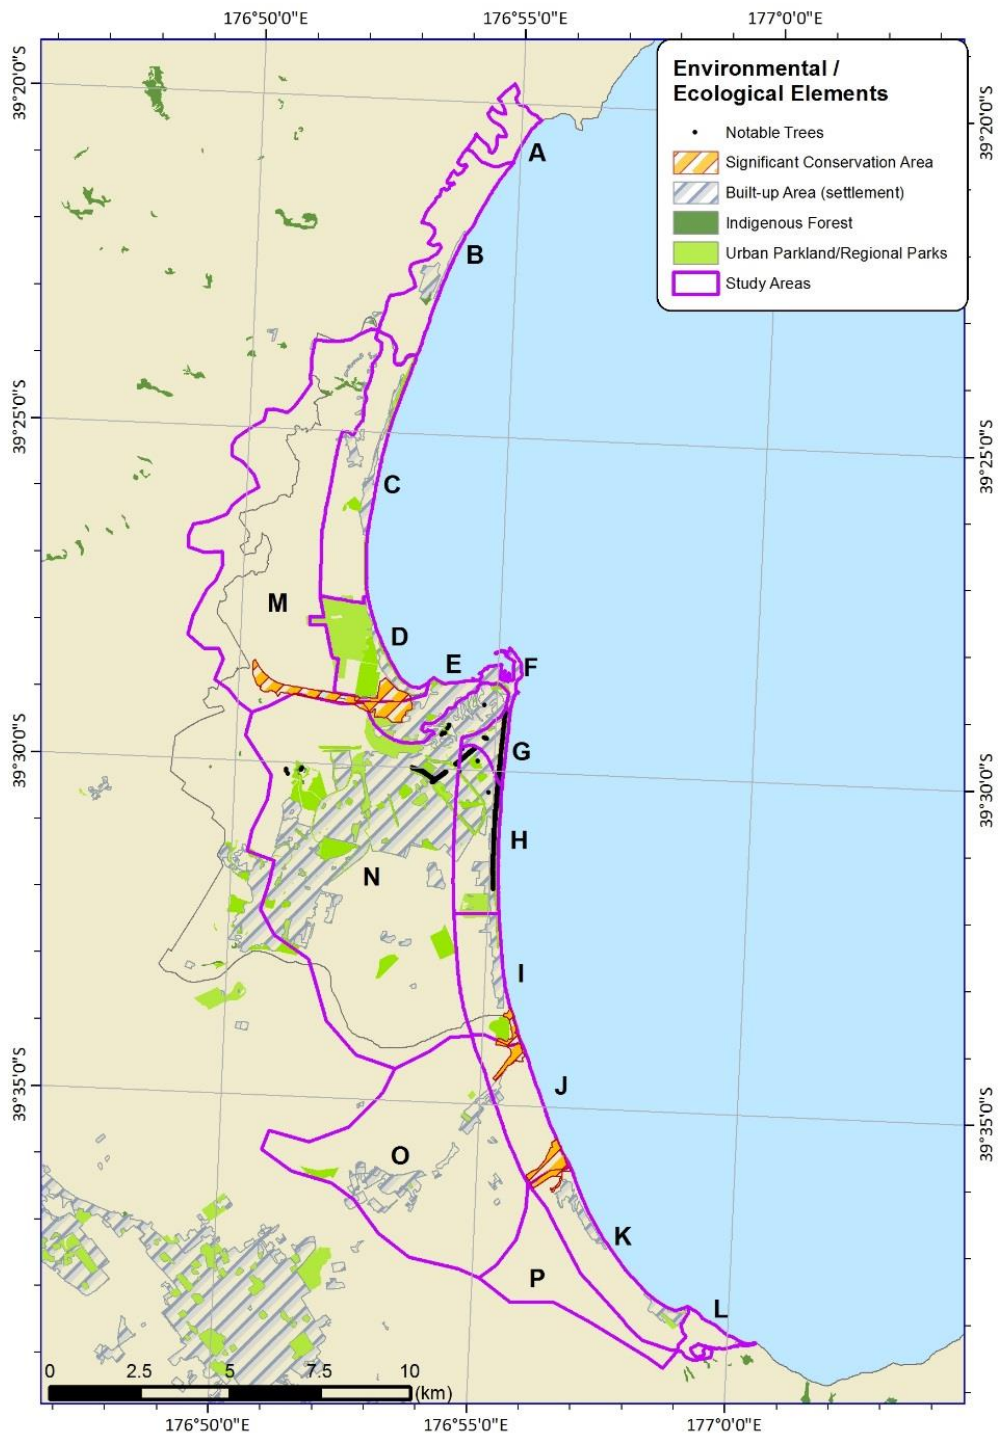 176°50'0"E
176°55'0"E
177°0'0"E
Environmental /
Ecological Elements
Notable Trees
Significant Conservation Area
Built-up Area (settlement)
Indigenous Forest
Urban Parkland/Regional Parks
Study Areas
39°20'0"S
39°20'0"S
A
B
39°25'0"S
39°25'0"S
C
M
D
E
F
39°30'0"S
G
39°30'0"S
H
N
I
39°35'0"S
J
39°35'0"S
O
K
P
L
0
2.5
5
7.5
10
(km)
176°50'0"E
176°55'0"E
177°0'0"E